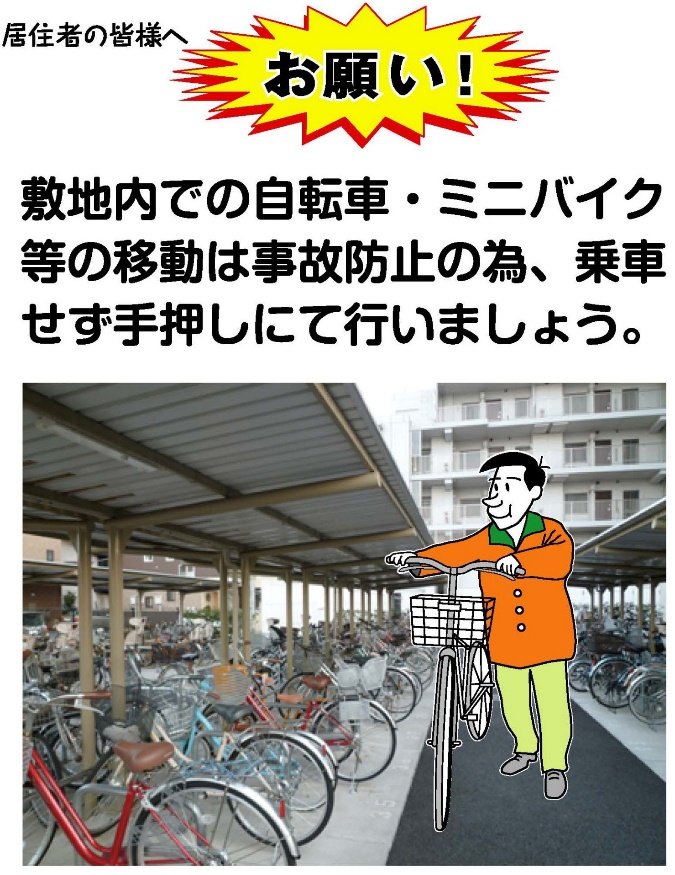 居住者の皆様へ
お願い!
敷地内での自転車・ミニバイク
等の移動は事故防止の為、乗車
せず手押しにて行いましょう。
35